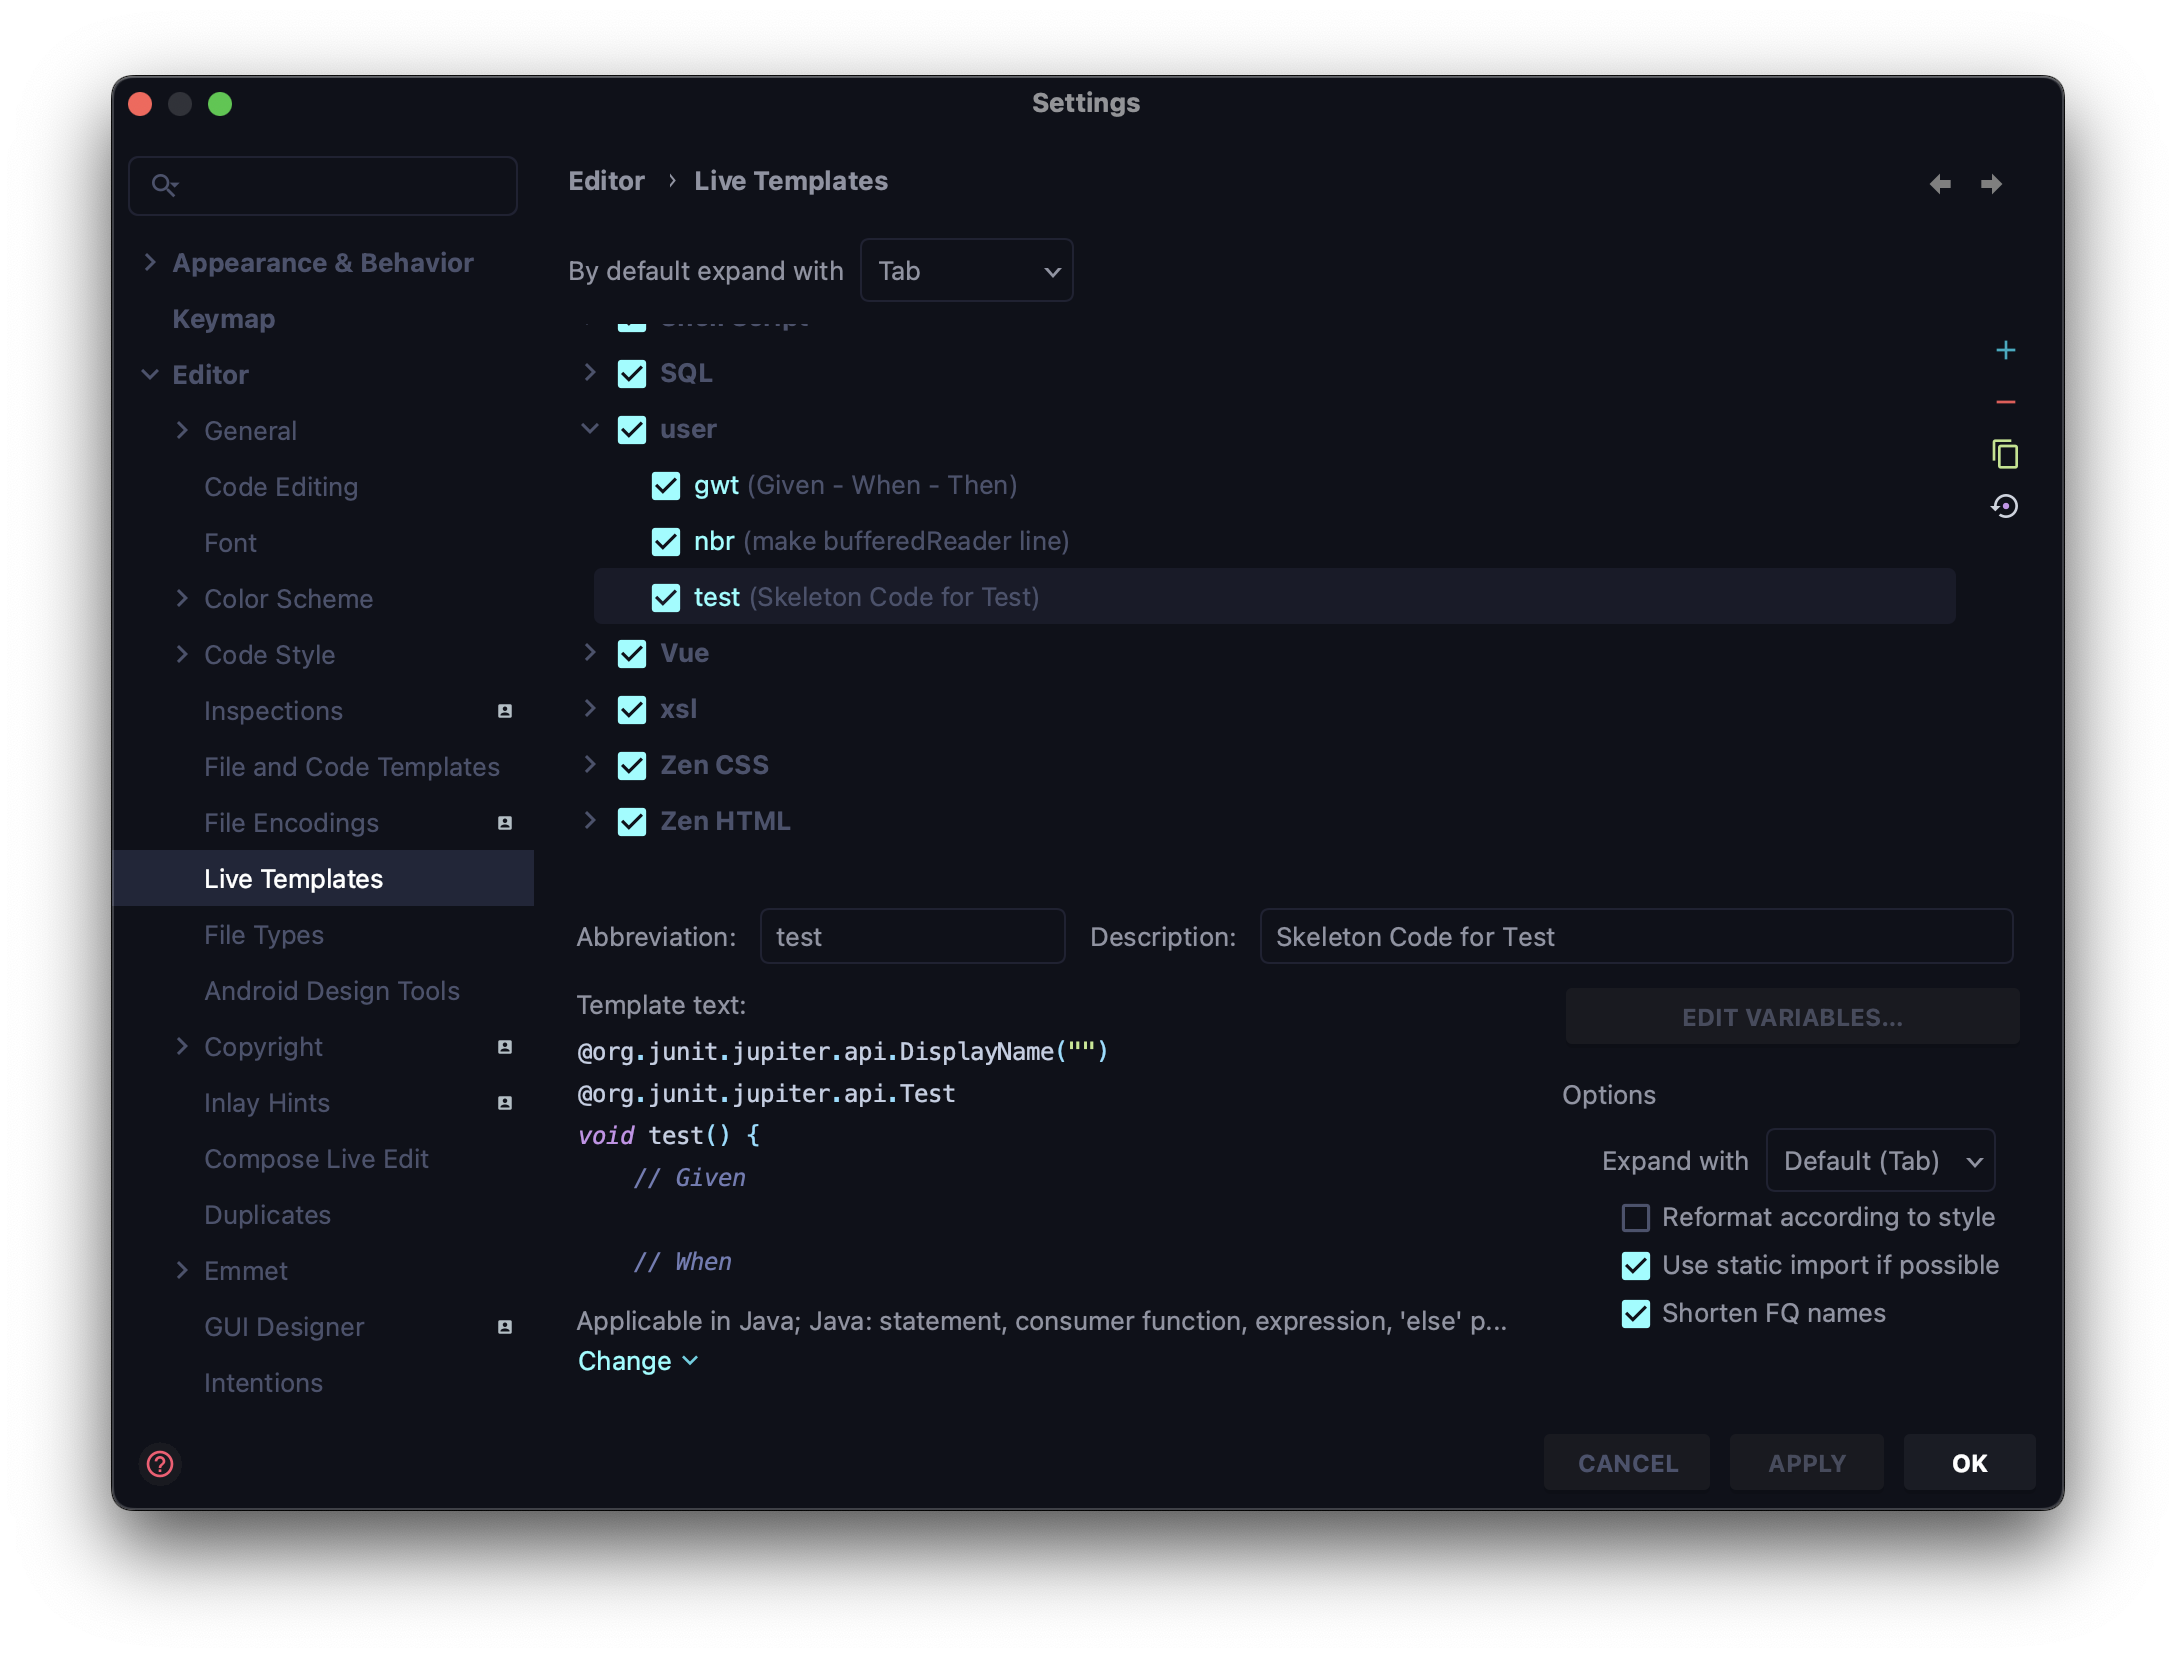 Settings
Editor › Live Templates
Appearance & Behavior
Keymap
Editor
General
Code Editing
Font
Color Scheme
Code Style
Inspections
File and Code Templates
File Encodings
Live Templates
File Types
Android Design Tools
Copyright
Inlay Hints
Compose Live Edit
Duplicates
Emmet
GUI Designer
Intentions
By default expand with Tab
Shell Script
SQL
user
gwt (Given - When - Then)
nbr (make bufferedReader line)
test (Skeleton Code for Test)
Vue
xsl
Zen CSS
Zen HTML
Abbreviation: test Description: Skeleton Code for Test
Template text:
@org.junit.jupiter.api.DisplayName("")
@org.junit.jupiter.api.Test
void test() {
// Given
// When
Applicable in Java; Java: statement, consumer function, expression, 'else' p...
Change
EDIT VARIABLES...
Options
Expand with Default (Tab)
Reformat according to style
Use static import if possible
Shorten FQ names
CANCEL APPLY OK